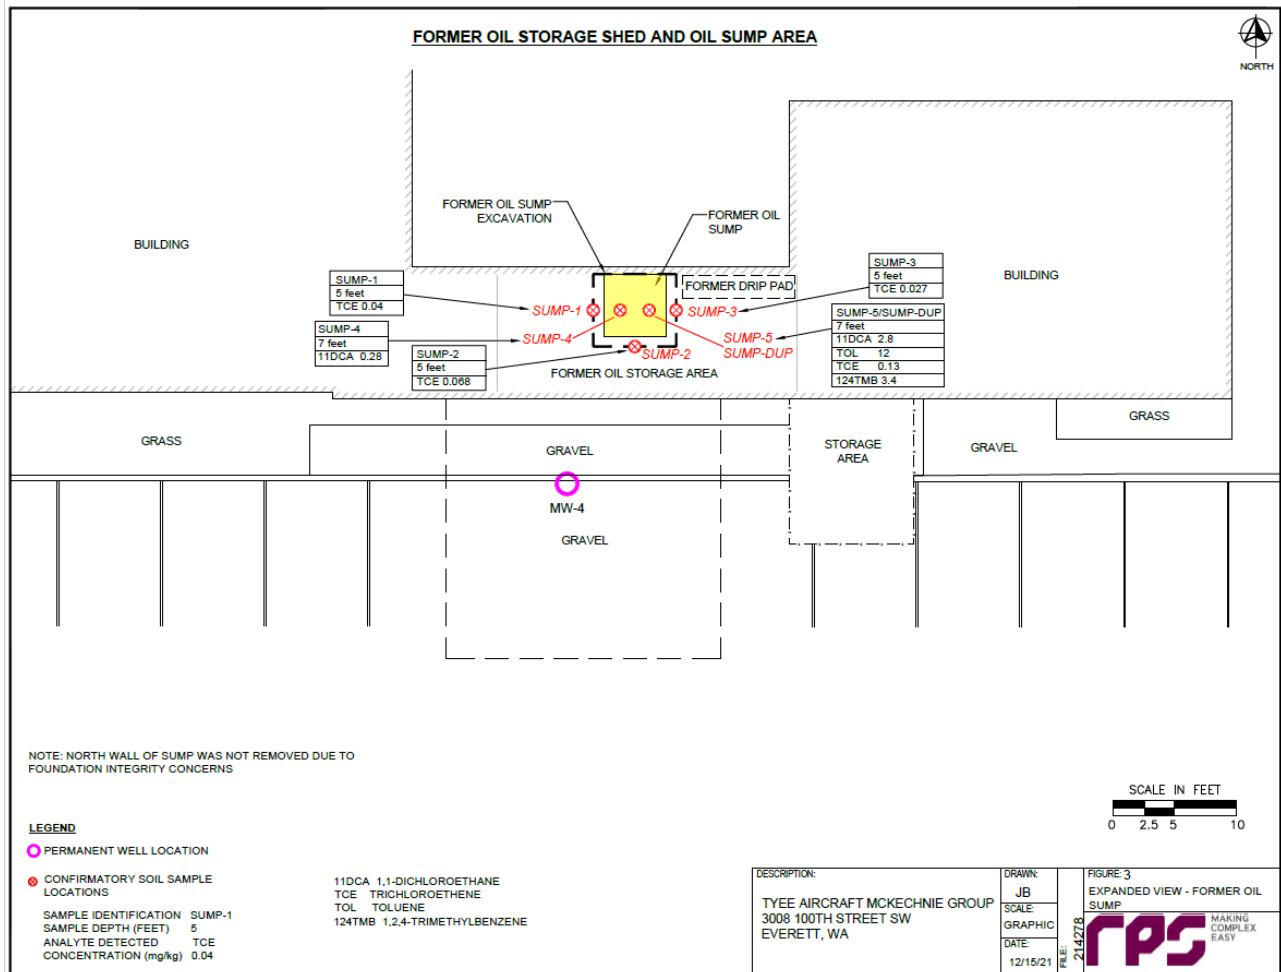 FORMER OIL STORAGE SHED AND OIL SUMP AREA
NORTH
FORMER OIL SUMP
EXCAVATION
FORMER OIL
SUMP
BUILDING
BUILDING
SUMP-1
5 feet
TCE 0.04
FORMER DRIP PAD
SUMP-3
5 feet
TCE 0.027
SUMP-1
SUMP-3
SUMP-4
7 feet
11DCA 0.28
SUMP-4
SUMP-5
SUMP-DUP
SUMP-5/SUMP-DUP
7 feet
11DCA 2.8
TOL 12
TCE 0.13
124TMB 3.4
SUMP-2
5 feet
TCE 0.068
SUMP-2
FORMER OIL STORAGE AREA
GRASS
GRAVEL
STORAGE
AREA
GRAVEL
GRASS
MW-4
GRAVEL
NOTE: NORTH WALL OF SUMP WAS NOT REMOVED DUE TO
FOUNDATION INTEGRITY CONCERNS
SCALE IN FEET
0 2.5 5 10
LEGEND
PERMANENT WELL LOCATION
CONFIRMATORY SOIL SAMPLE
LOCATIONS
SAMPLE IDENTIFICATION SUMP-1
SAMPLE DEPTH (FEET) 5
ANALYTE DETECTED TCE
CONCENTRATION (mg/kg) 0.04
11DCA 1,1-DICHLOROETHANE
TCE TRICHLOROETHENE
TOL TOLUENE
124TMB 1,2,4-TRIMETHYLBENZENE
DESCRIPTION:
TYEE AIRCRAFT MCKECHNIE GROUP
3008 100TH STREET SW
EVERETT, WA
DRAWN:
JB
SCALE:
GRAPHIC
DATE:
12/15/21
FILE:
214278
FIGURE: 3
EXPANDED VIEW - FORMER OIL
SUMP
rps
MAKING
COMPLEX
EASY